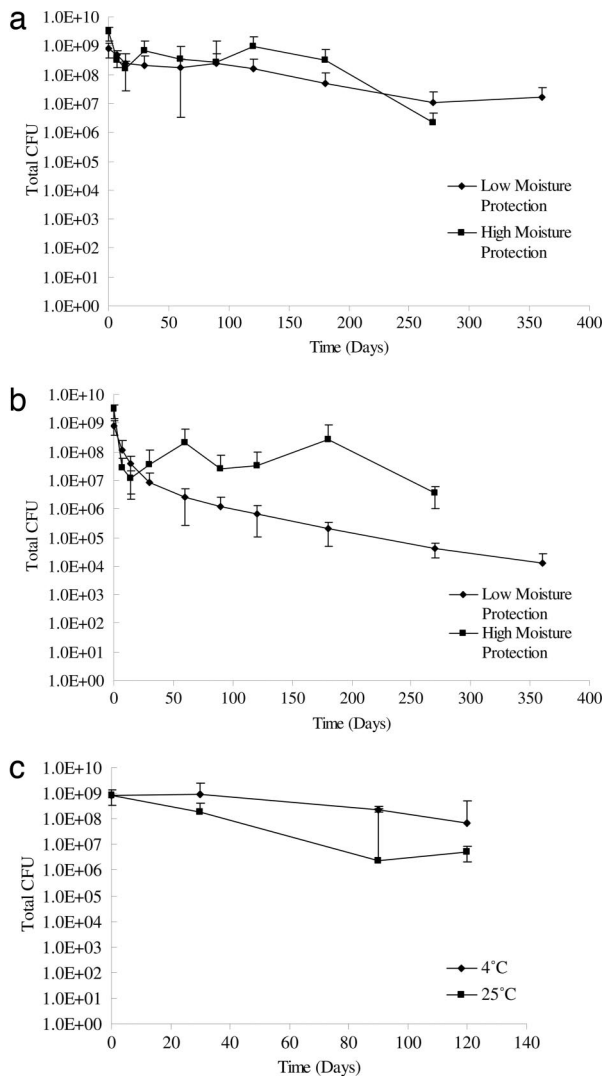 a
1.0E+10
1.0E+09
1.0E+08
1.0E+07
1.0E+06
1.0E+05
1.0E+04
1.0E+03
1.0E+02
1.0E+01
1.0E+00
Total CFU
0 50 100 150 200 250 300 350 400
Time (Days)
Low Moisture
Protection
High Moisture
Protection
b
1.0E+10
1.0E+09
1.0E+08
1.0E+07
1.0E+06
1.0E+05
1.0E+04
1.0E+03
1.0E+02
1.0E+01
1.0E+00
Total CFU
0 50 100 150 200 250 300 350 400
Time (Days)
Low Moisture
Protection
High Moisture
Protection
c
1.0E+10
1.0E+09
1.0E+08
1.0E+07
1.0E+06
1.0E+05
1.0E+04
1.0E+03
1.0E+02
1.0E+01
1.0E+00
Total CFU
0 20 40 60 80 100 120 140
Time (Days)
4˚C
25˚C